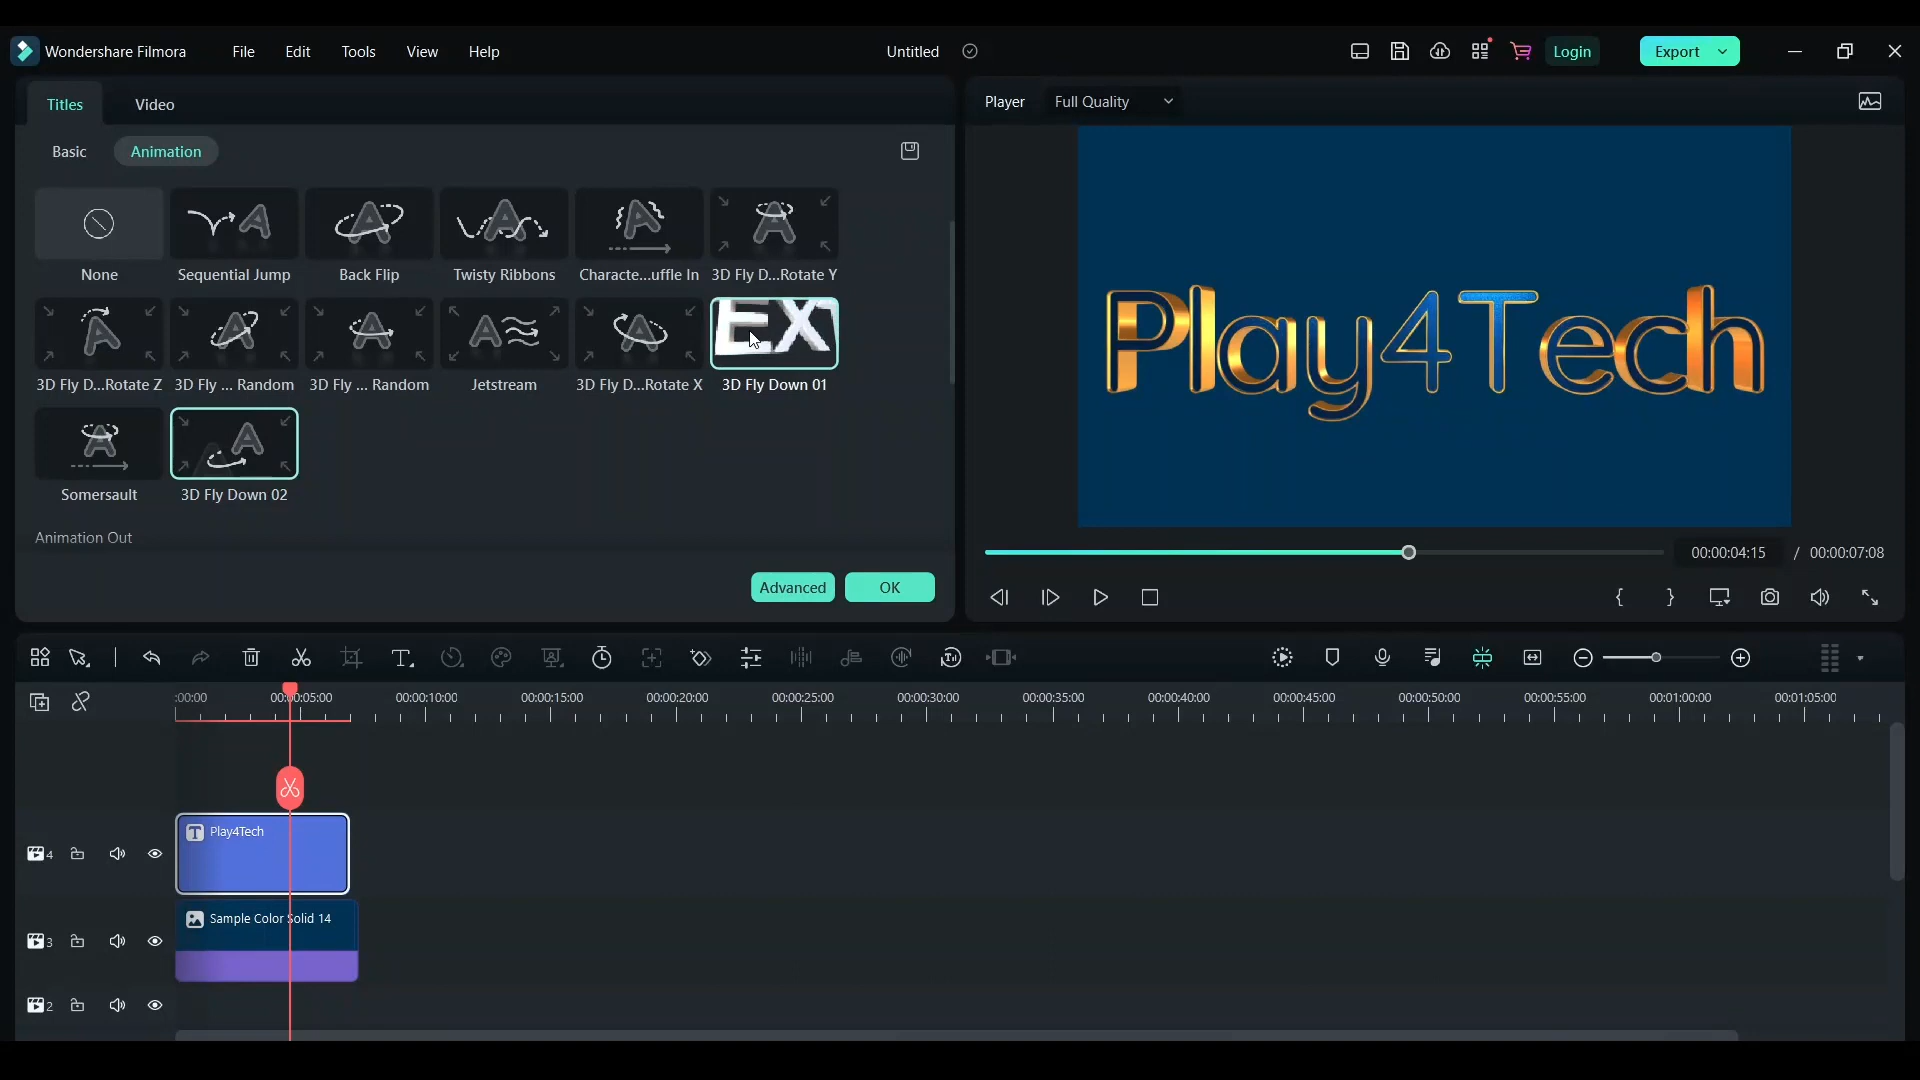 Wondershare Filmora File Edit Tools View Help Untitled Login Export
Titles Video Player Full Quality
Basic Animation
None Sequential Jump Back Flip Twisty Ribbons Characte...uffle In 3D Fly D...Rotate Y
EXT
3D Fly D...Rotate Z 3D Fly ... Random 3D Fly ... Random Jetstream 3D Fly D...Rotate X 3D Fly Down 01
Play4Tech
3D Fly Down 02
Somersault
Animation Out
00:00:04:15 / 00:00:07:08
Advanced OK
:00:00 00:00:05:00 00:00:10:00 00:00:15:00 00:00:20:00 00:00:25:00 00:00:30:00 00:00:35:00 00:00:40:00 00:00:45:00 00:00:50:00 00:00:55:00 00:01:00:00 00:01:05:00
Play4Tech
4
Sample Color Solid 14
3
2